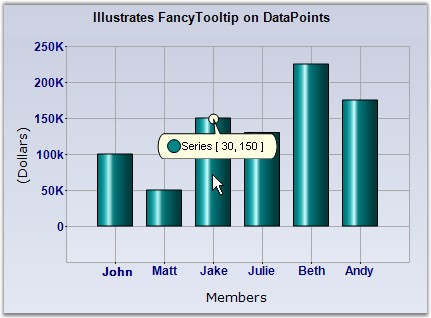 Illustrates FancyTooltip on DataPoints
250K
200K
150K
100K
50K
0
(Dollars)
Series [ 30, 150 ]
John Matt Jake Julie Beth Andy
Members